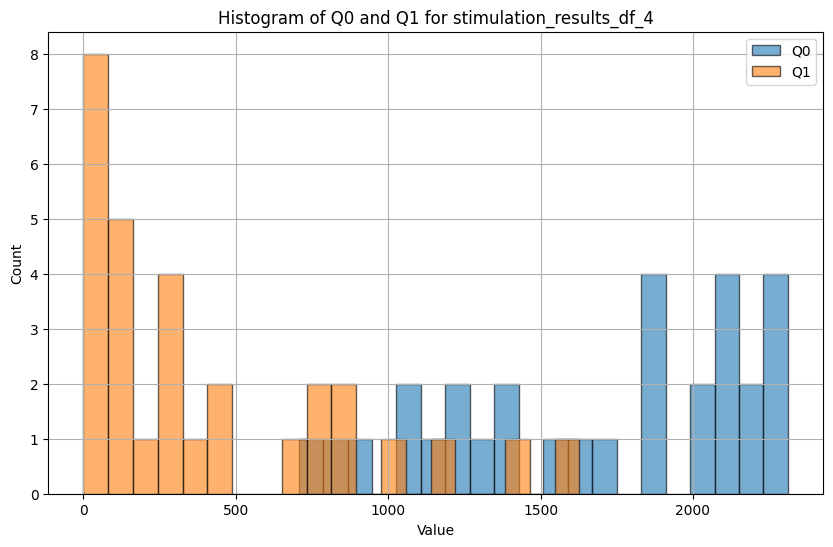 Histogram of Q0 and Q1 for stimulation_results_df_4
Q0
Q1
8
7
6
5
4
3
2
1
0
Count
0 500 1000 1500 2000
Value